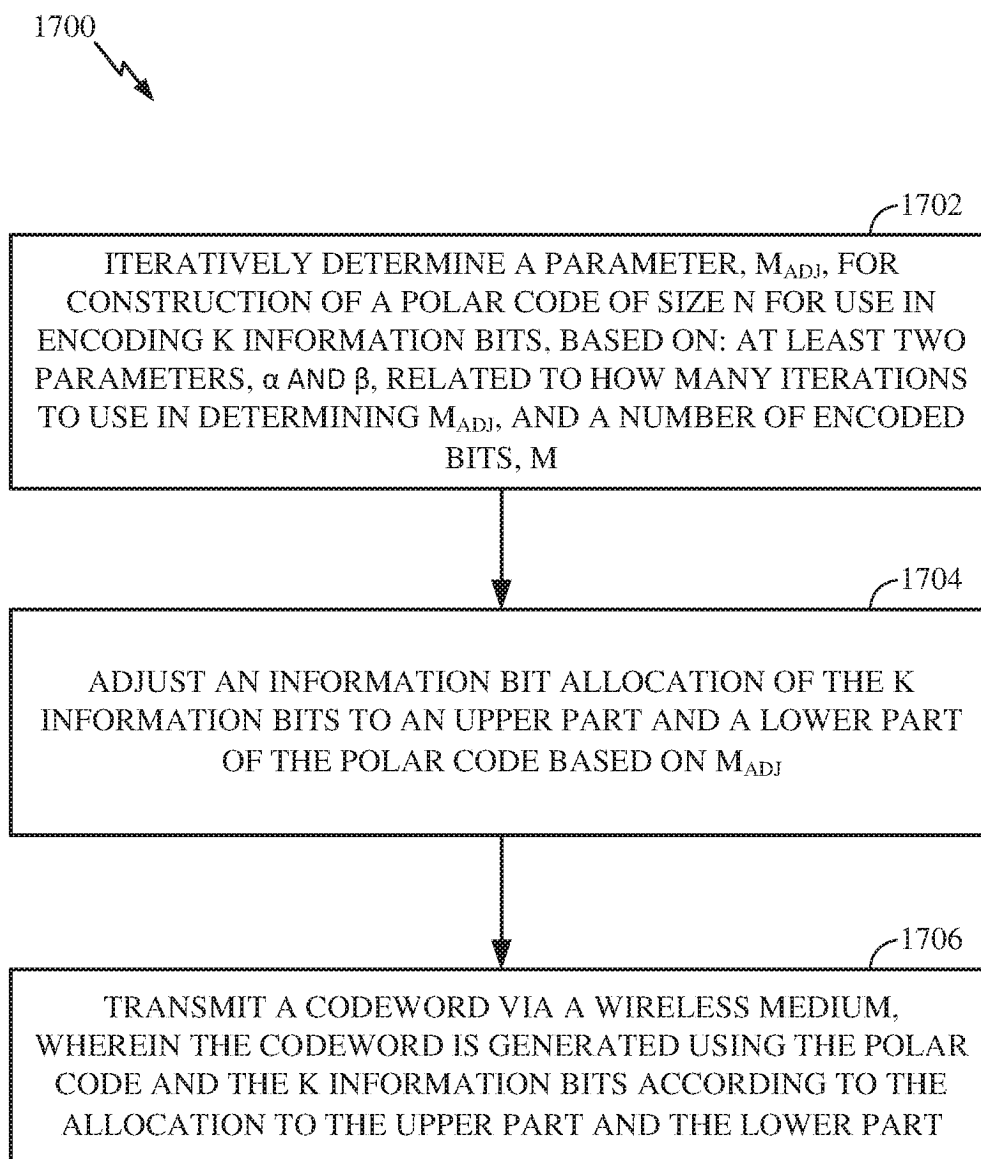 1700
1702
ITERATIVELY DETERMINE A PARAMETER, MADJ, FOR
CONSTRUCTION OF A POLAR CODE OF SIZE N FOR USE IN
ENCODING K INFORMATION BITS, BASED ON: AT LEAST TWO
PARAMETERS, α AND β, RELATED TO HOW MANY ITERATIONS
TO USE IN DETERMINING MADJ, AND A NUMBER OF ENCODED
BITS, M
1704
ADJUST AN INFORMATION BIT ALLOCATION OF THE K
INFORMATION BITS TO AN UPPER PART AND A LOWER PART
OF THE POLAR CODE BASED ON MADJ
1706
TRANSMIT A CODEWORD VIA A WIRELESS MEDIUM,
WHEREIN THE CODEWORD IS GENERATED USING THE POLAR
CODE AND THE K INFORMATION BITS ACCORDING TO THE
ALLOCATION TO THE UPPER PART AND THE LOWER PART